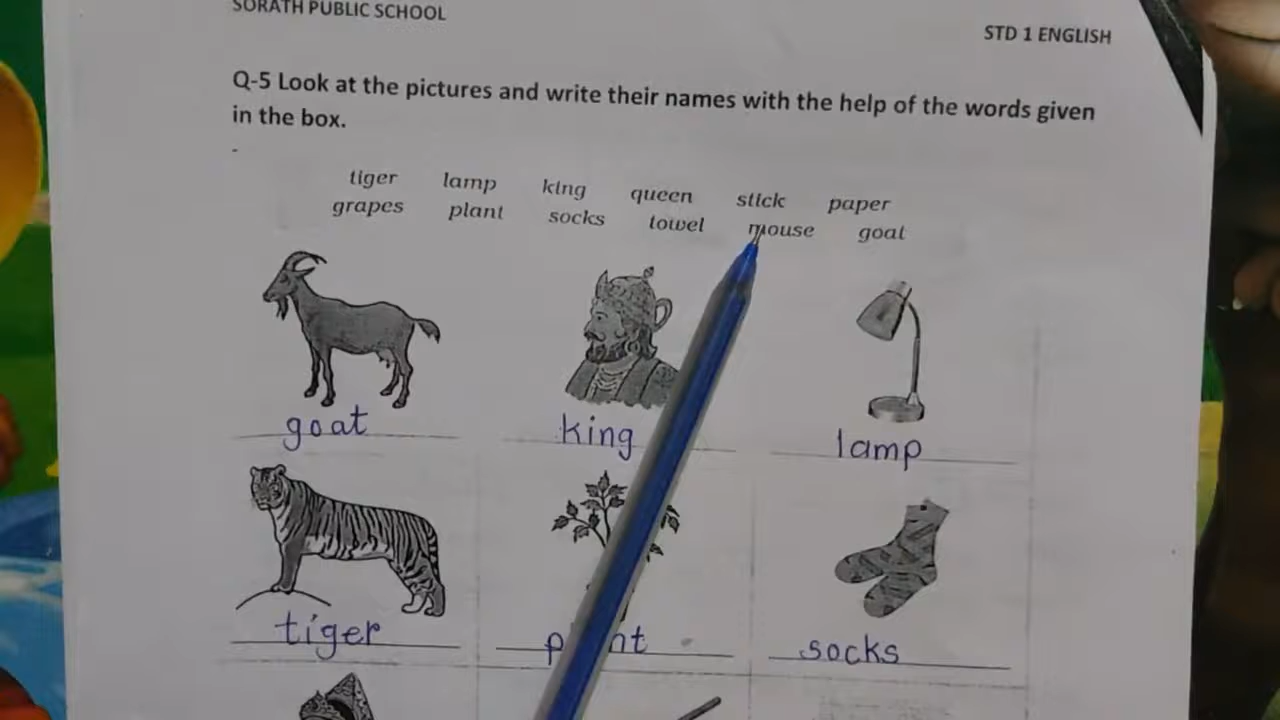 SORATH PUBLIC SCHOOL
STD 1 ENGLISH
Q-5 Look at the pictures and write their names with the help of the words given
in the box.
tiger lamp king queen stick paper
grapes plant socks towel mouse goat
goat king lamp
tiger socks